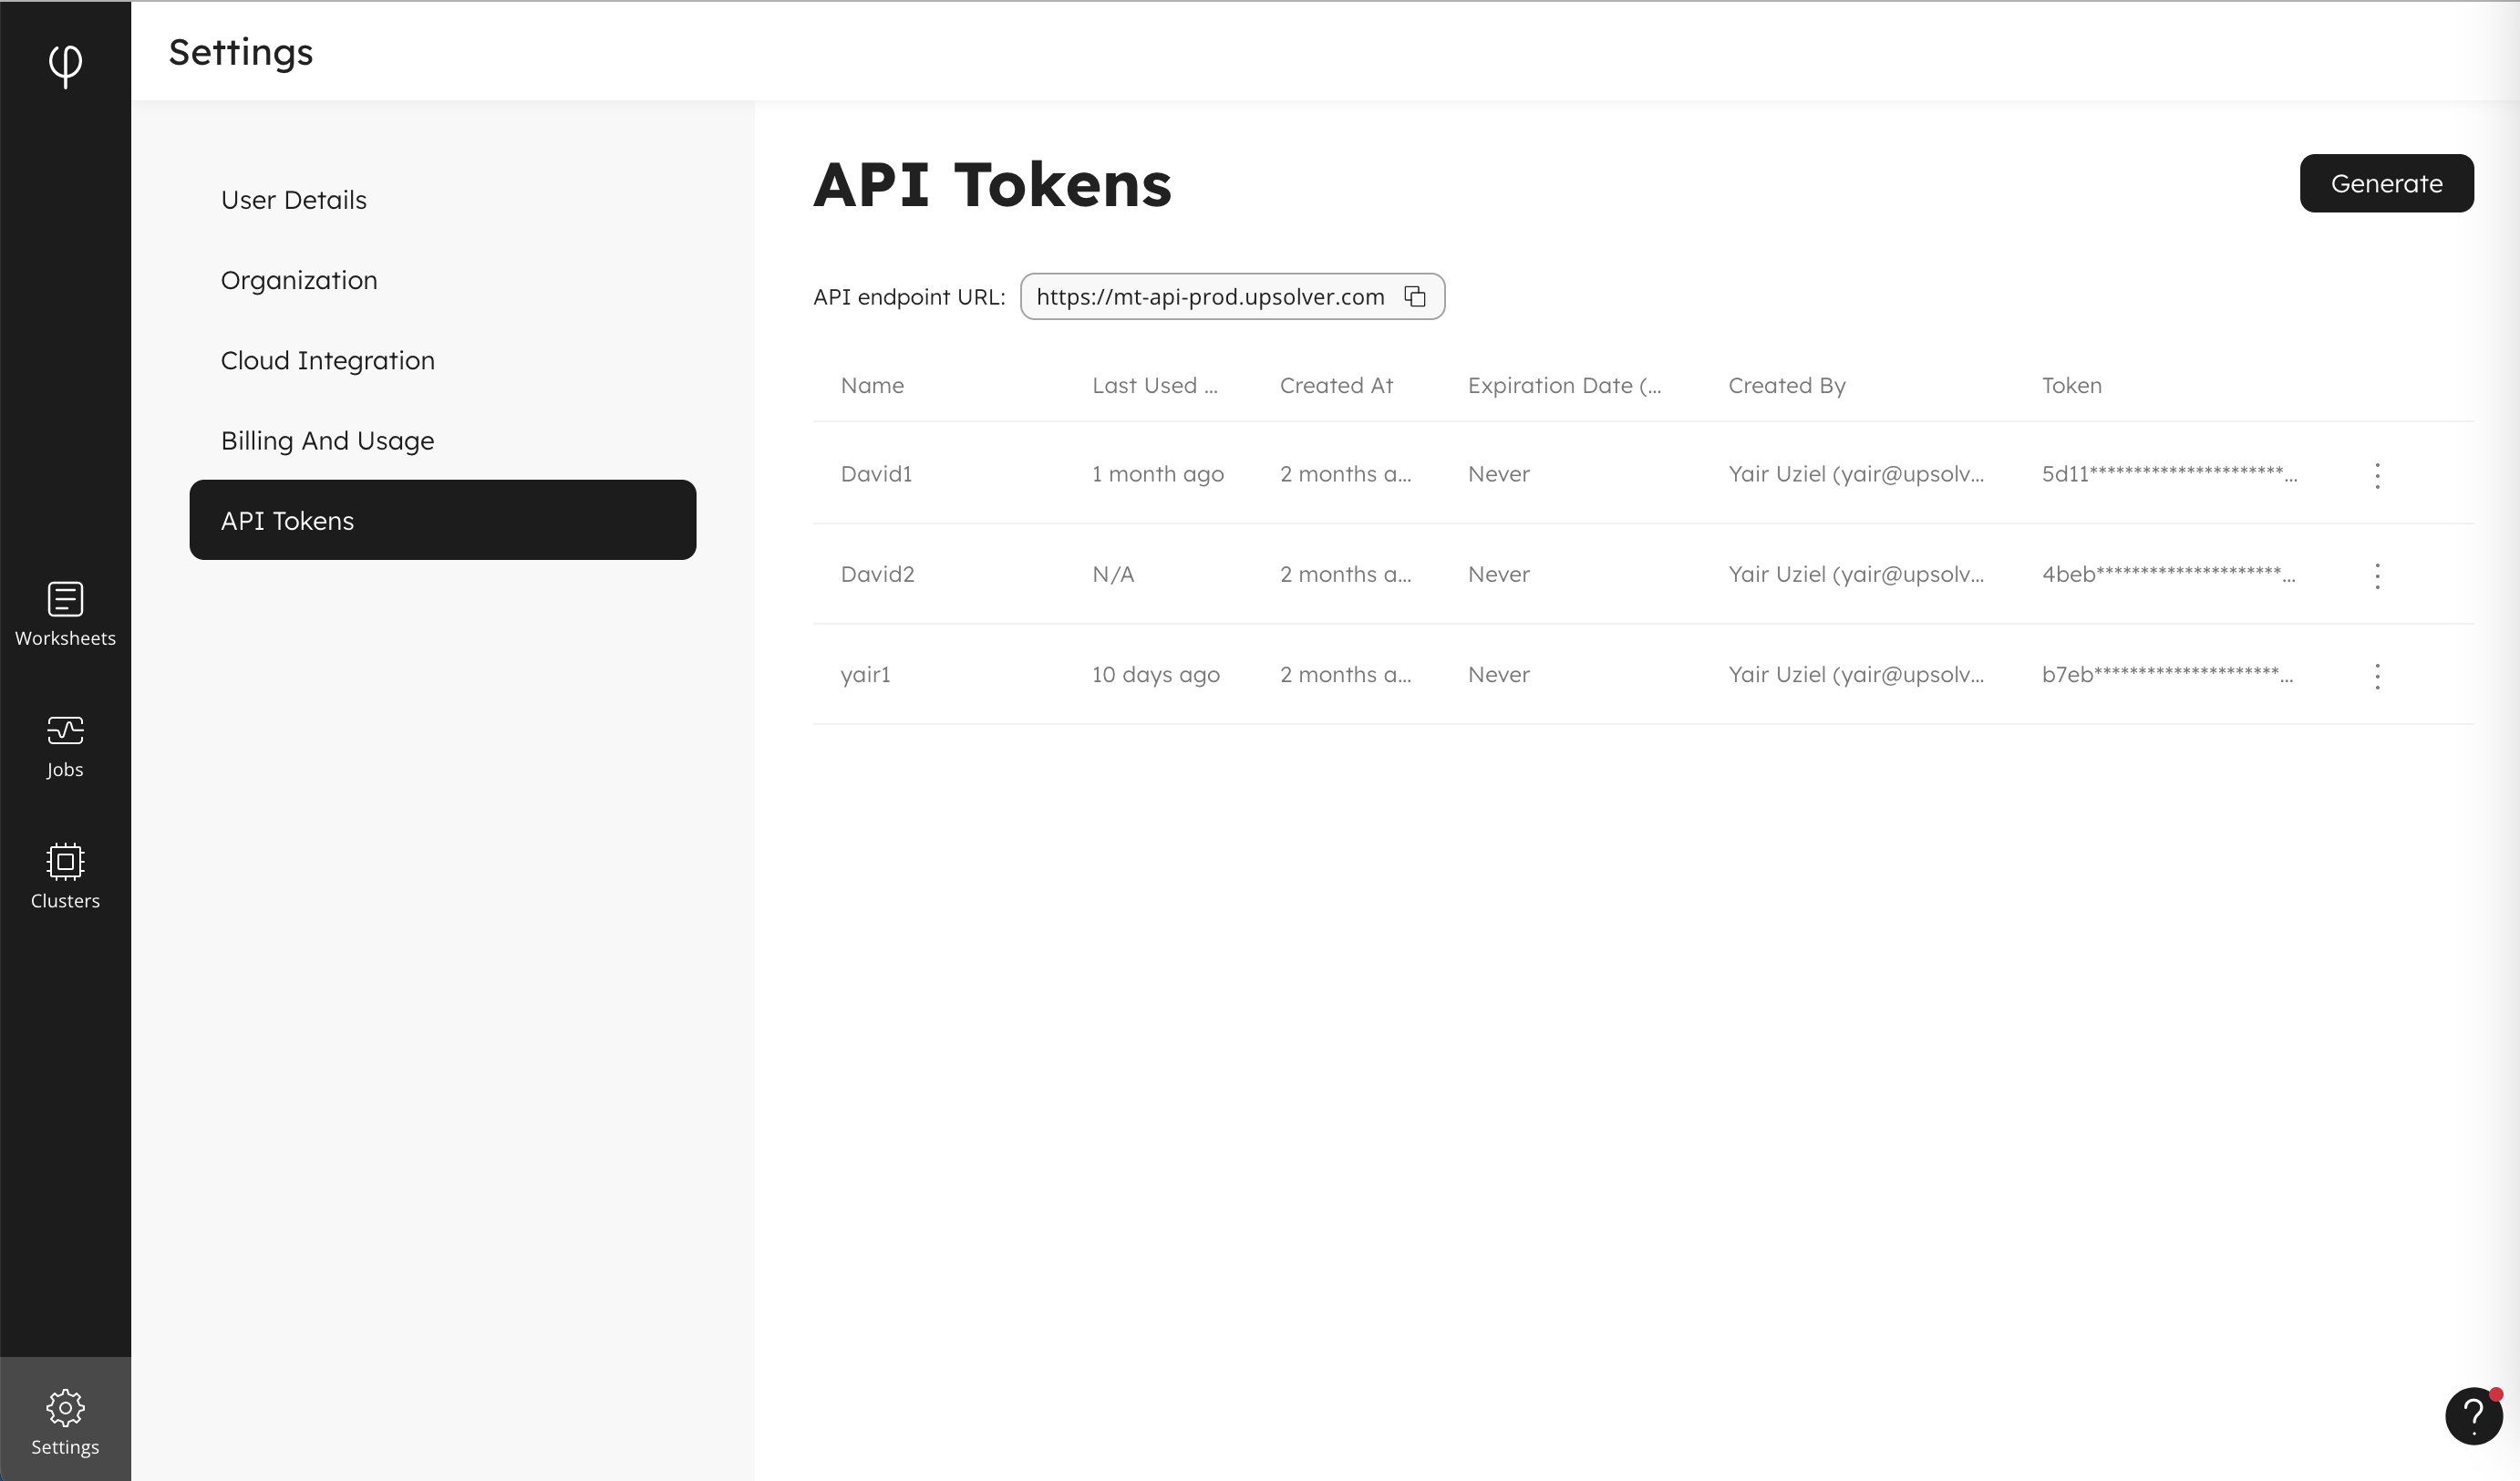 φ
Settings
User Details
Organization
Cloud Integration
Billing And Usage
API Tokens
Worksheets
Jobs
Clusters
Settings
API Tokens
Generate
API endpoint URL: https://mt-api-prod.upsolver.com
Name Last Used ... Created At Expiration Date (... Created By Token
David1 1 month ago 2 months a... Never Yair Uziel (yair@upsolv... 5d11**********************...
David2 N/A 2 months a... Never Yair Uziel (yair@upsolv... 4beb*********************...
yair1 10 days ago 2 months a... Never Yair Uziel (yair@upsolv... b7eb*********************...
?